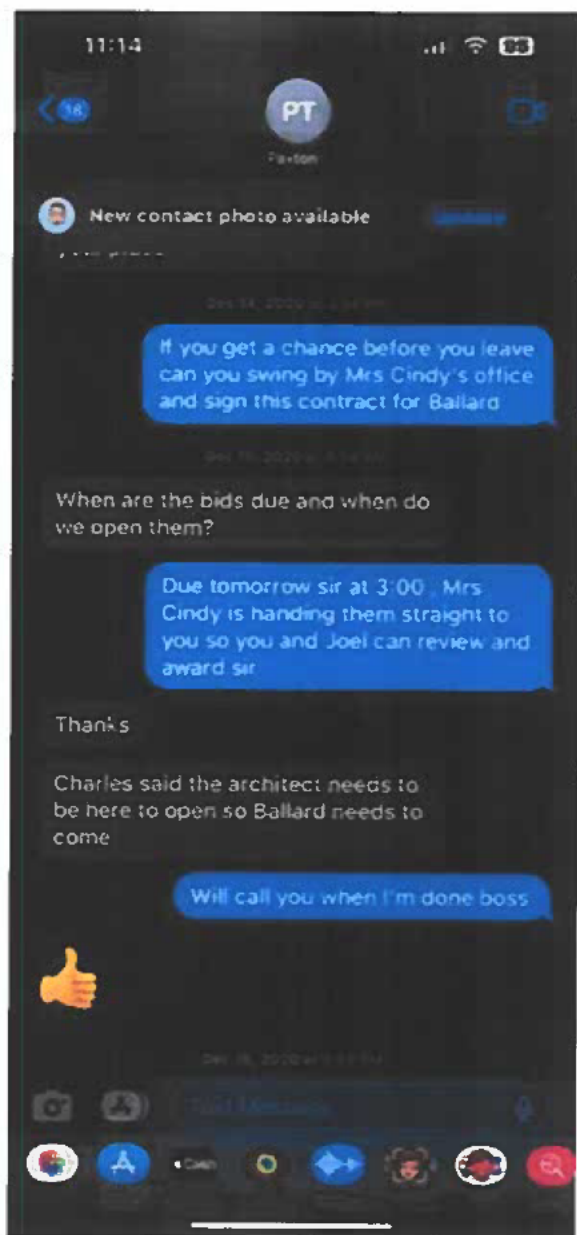 11:14
PT
Paxton
New contact photo available
If you get a chance before you leave
can you swing by Mrs Cindy's office
and sign this contract for Ballard
When are the bids due and when do
we open them?
Due tomorrow sir at 3:00 . Mrs
Cindy is handing them straight to
you so you and Joel can review and
award sir
Thanks
Charles said the architect needs to
be here to open so Ballard needs to
come
Will call you when I'm done boss
Cash